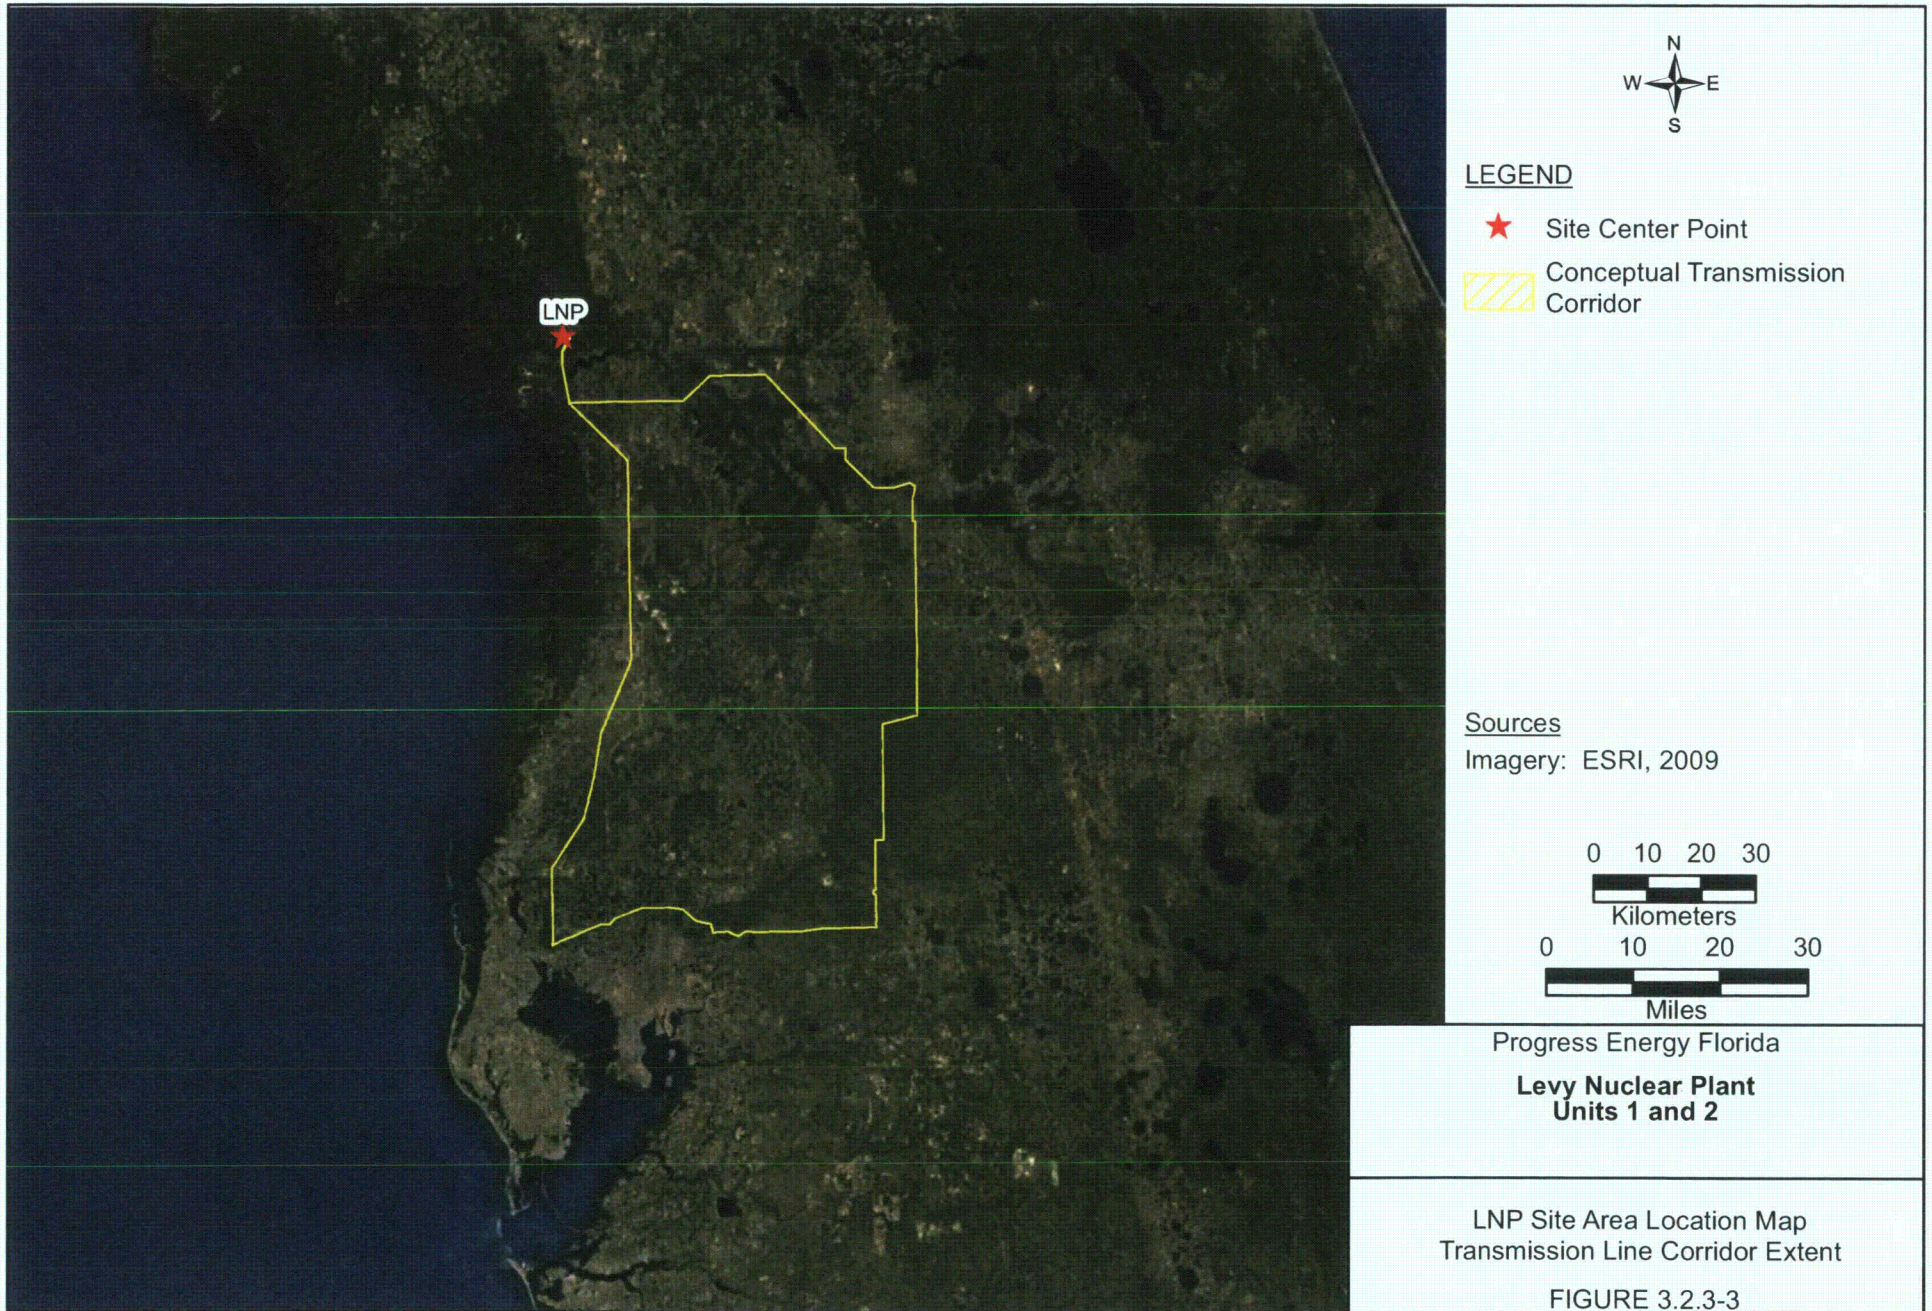 LNP
N
W E
S
LEGEND
Site Center Point
Conceptual Transmission
Corridor
Sources
Imagery: ESRI, 2009
0 10 20 30
Kilometers
0 10 20 30
Miles
Progress Energy Florida
Levy Nuclear Plant
Units 1 and 2
LNP Site Area Location Map
Transmission Line Corridor Extent
FIGURE 3.2.3-3